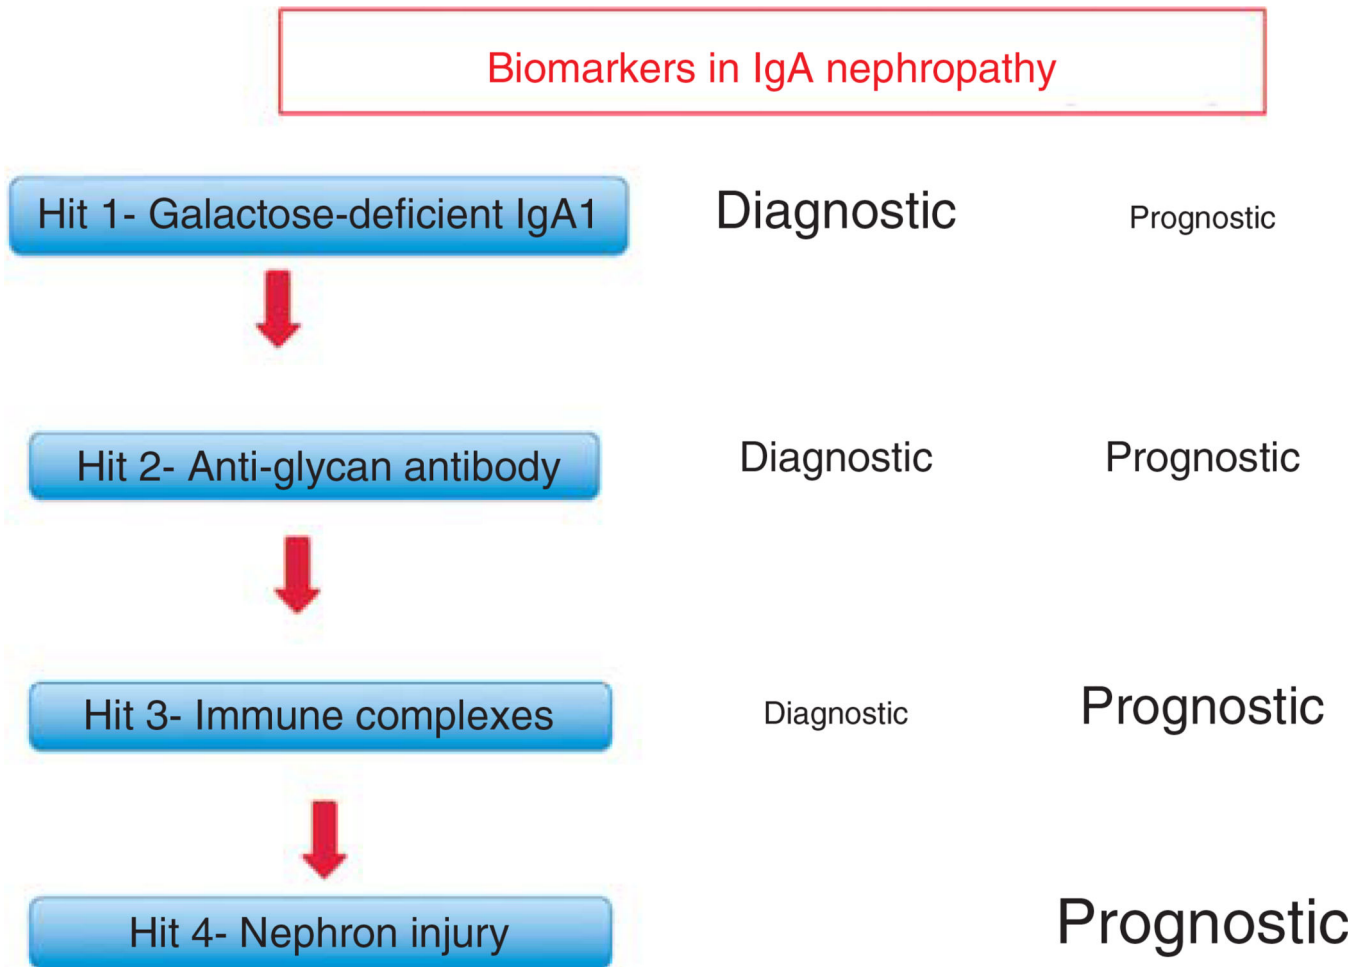 Biomarkers in IgA nephropathy
Hit 1- Galactose-deficient IgA1 Diagnostic Prognostic
Hit 2- Anti-glycan antibody Diagnostic Prognostic
Hit 3- Immune complexes Diagnostic Prognostic
Hit 4- Nephron injury Prognostic